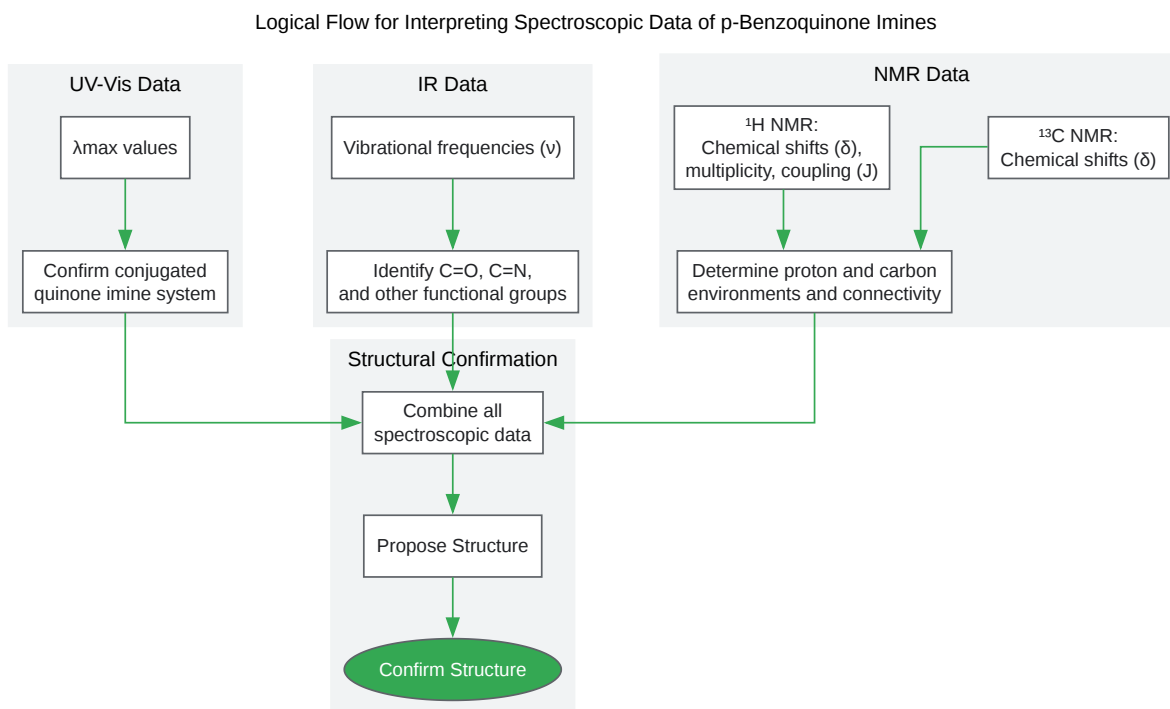 Logical Flow for Interpreting Spectroscopic Data of p-Benzoquinone Imines
UV-Vis Data
λmax values
Confirm conjugated
quinone imine system
IR Data
Vibrational frequencies (ν)
Identify C=O, C=N,
and other functional groups
NMR Data
¹H NMR:
Chemical shifts (δ),
multiplicity, coupling (J)
¹³C NMR:
Chemical shifts (δ)
Determine proton and carbon
environments and connectivity
Structural Confirmation
Combine all
spectroscopic data
Propose Structure
Confirm Structure